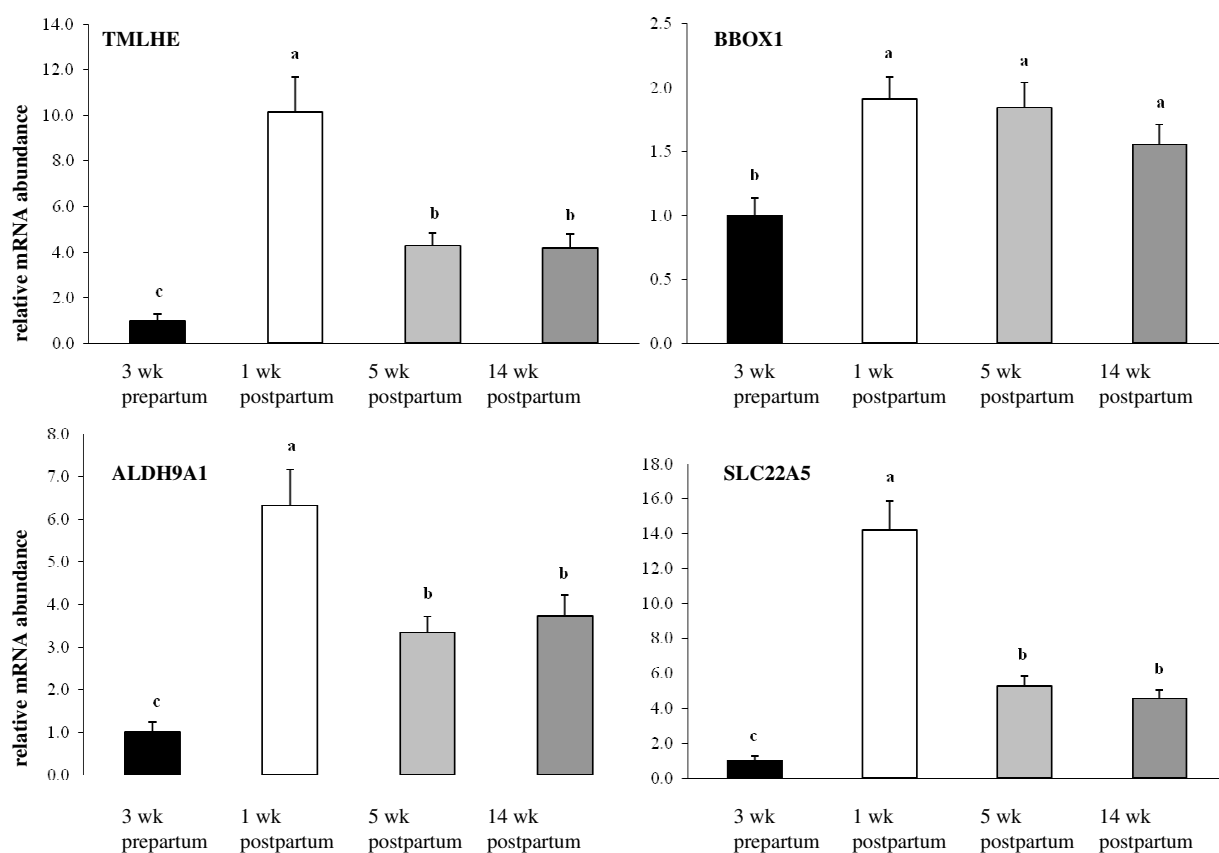 TMLHE
relative mRNA abundance
14.0
12.0
10.0
8.0
6.0
4.0
2.0
0.0
c
a
b
b
3 wk 1 wk 5 wk 14 wk
prepartum postpartum postpartum postpartum
BBOX1
2.5
2.0
1.5
1.0
0.5
0.0
b
a
a
a
3 wk 1 wk 5 wk 14 wk
prepartum postpartum postpartum postpartum
ALDH9A1
relative mRNA abundance
8.0
7.0
6.0
5.0
4.0
3.0
2.0
1.0
0.0
c
a
b
b
3 wk 1 wk 5 wk 14 wk
prepartum postpartum postpartum postpartum
SLC22A5
18.0
16.0
14.0
12.0
10.0
8.0
6.0
4.0
2.0
0.0
c
a
b
b
3 wk 1 wk 5 wk 14 wk
prepartum postpartum postpartum postpartum